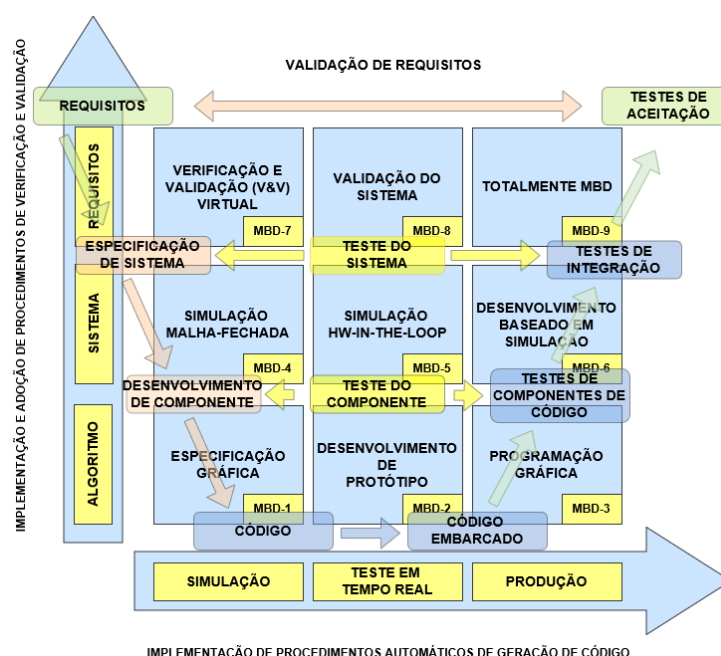 IMPLEMENTAÇÃO E ADOÇÃO DE PROCEDIMENTOS DE VERIFICAÇÃO E VALIDAÇÃO
VALIDAÇÃO DE REQUISITOS
REQUISITOS
TESTES DE
ACEITAÇÃO
REQUISITOS
VERIFICAÇÃO E
VALIDAÇÃO (V&V)
VIRTUAL
MBD-7
VALIDAÇÃO DO
SISTEMA
MBD-8
TOTALMENTE MBD
MBD-9
ESPECIFICAÇÃO
DE SISTEMA
TESTE DO
SISTEMA
TESTES DE
INTEGRAÇÃO
SISTEMA
SIMULAÇÃO
MALHA-FECHADA
MBD-4
SIMULAÇÃO
HW-IN-THE-LOOP
MBD-5
DESENVOLVIMENTO
BASEADO EM
SIMULAÇÃO
MBD-6
DESENVOLVIMENTO
DE COMPONENTE
TESTE DO
COMPONENTE
TESTES DE
COMPONENTES DE
CÓDIGO
ALGORITMO
ESPECIFICAÇÃO
GRÁFICA
MBD-1
DESENVOLVIMENTO
DE
PROTÓTIPO
MBD-2
PROGRAMAÇÃO
GRÁFICA
MBD-3
CÓDIGO
CÓDIGO
EMBARCADO
SIMULAÇÃO
TESTE EM
TEMPO REAL
PRODUÇÃO
IMPLEMENTAÇÃO DE PROCEDIMENTOS AUTOMÁTICOS DE GERAÇÃO DE CÓDIGO